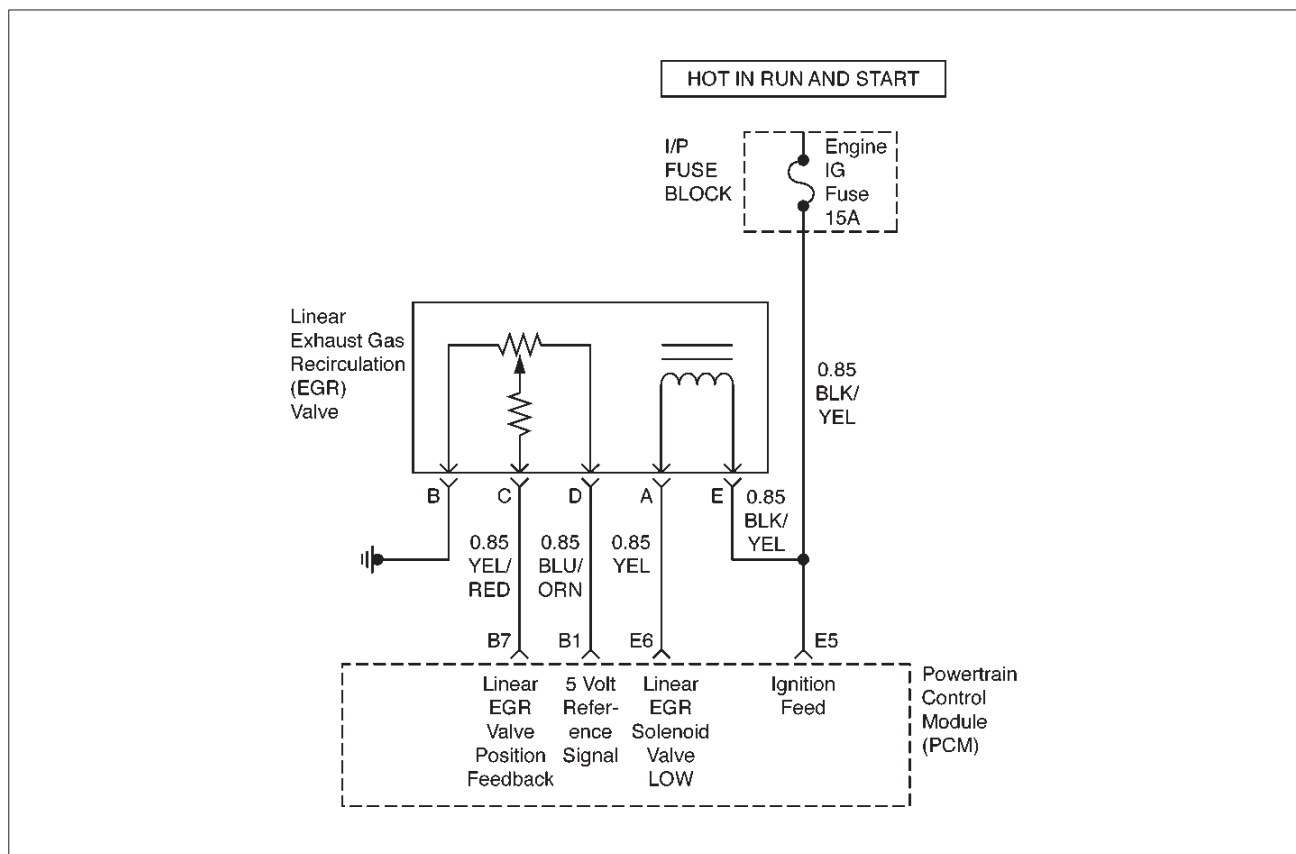 HOT IN RUN AND START
I/P
FUSE
BLOCK
Engine
IG
Fuse
15A
Linear
Exhaust Gas
Recirculation
(EGR)
Valve
0.85
BLK/
YEL
B
C
D
A
E
0.85
BLK/
YEL
0.85
YEL/
RED
0.85
BLU/
ORN
0.85
YEL
B7
B1
E6
E5
Linear
EGR
Valve
Position
Feedback
5 Volt
Refer-
ence
Signal
Linear
EGR
Solenoid
Valve
LOW
Ignition
Feed
Powertrain
Control
Module
(PCM)